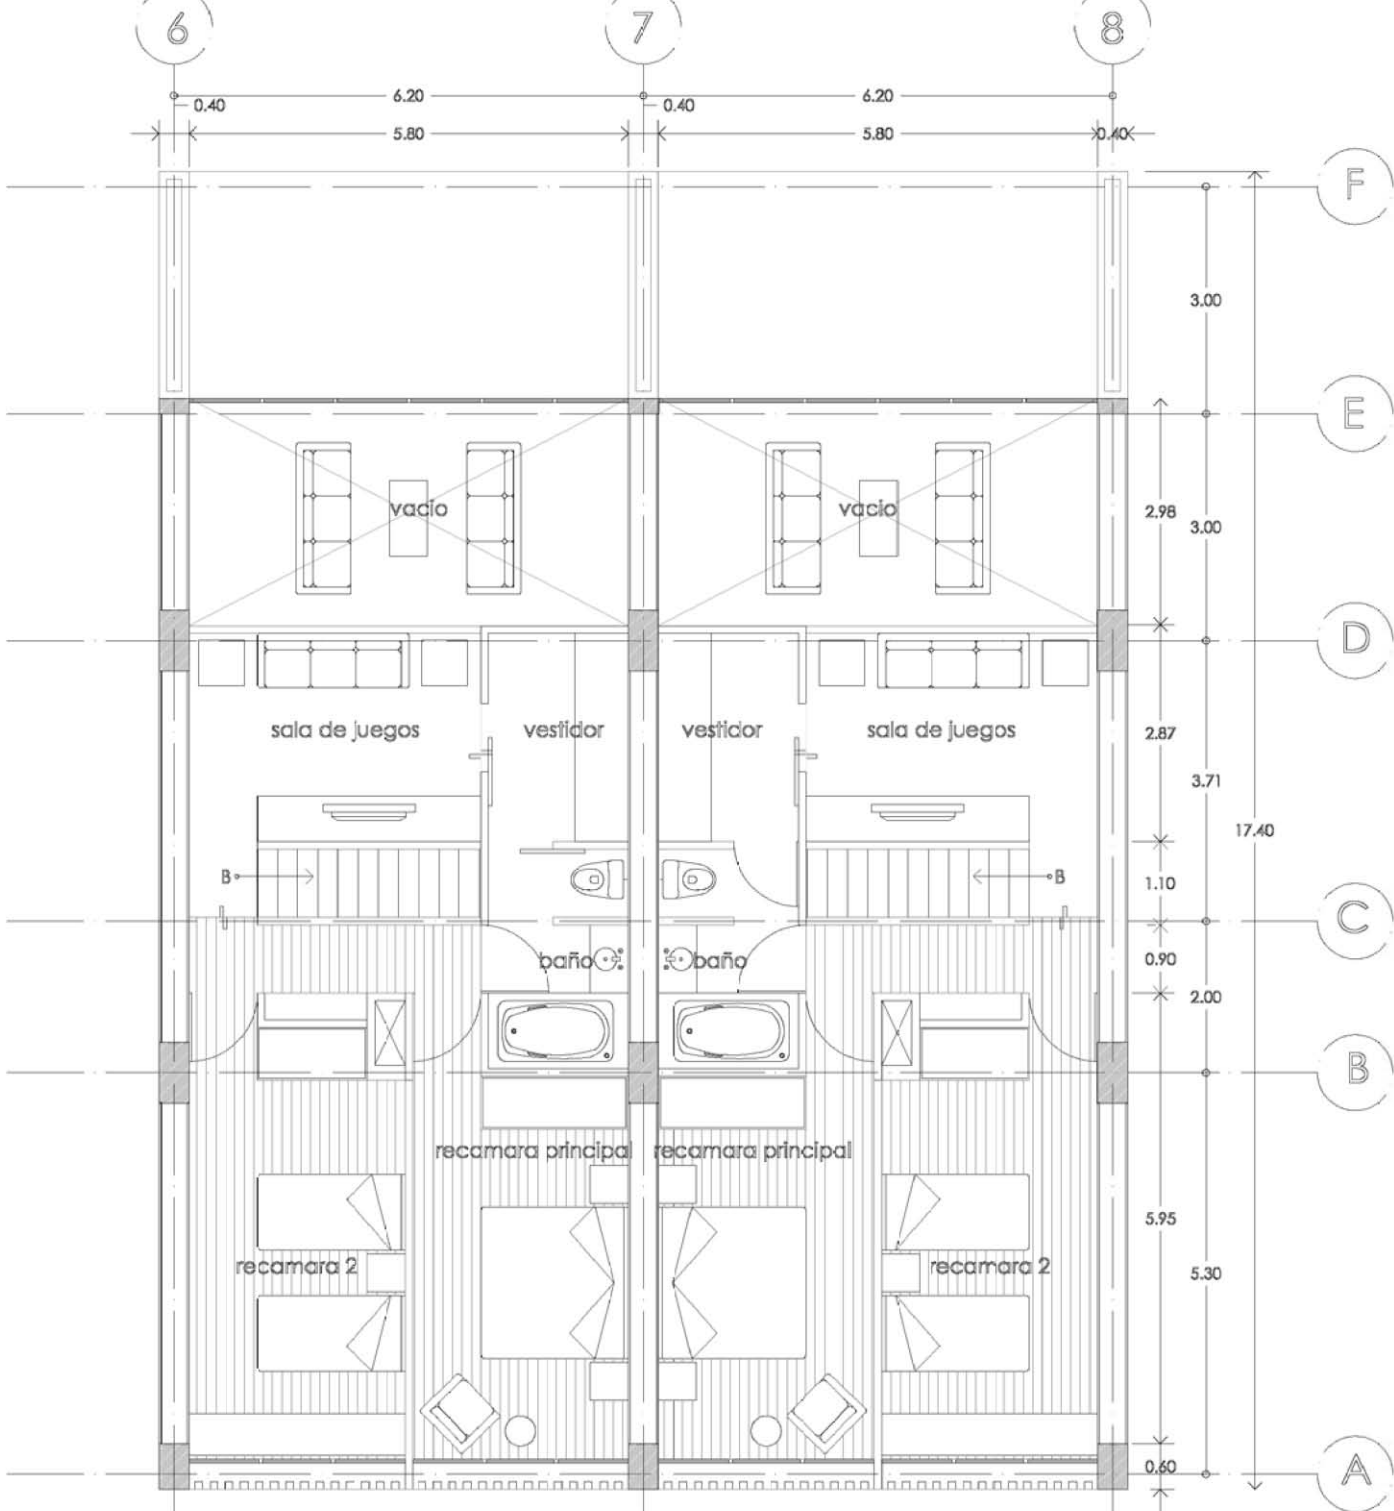 6 7 8
6.20 6.20
0.40 0.40
5.80 5.80 0.40
F
3.00
E
vacio vacio 2.98
3.00
D
sala de juegos vestidor vestidor sala de juegos 2.87
3.71
17.40
B B 1.10
C
baño baño 0.90
2.00
B
recamara principal recamara principal
5.95
recamara 2 recamara 2 5.30
0.60
A